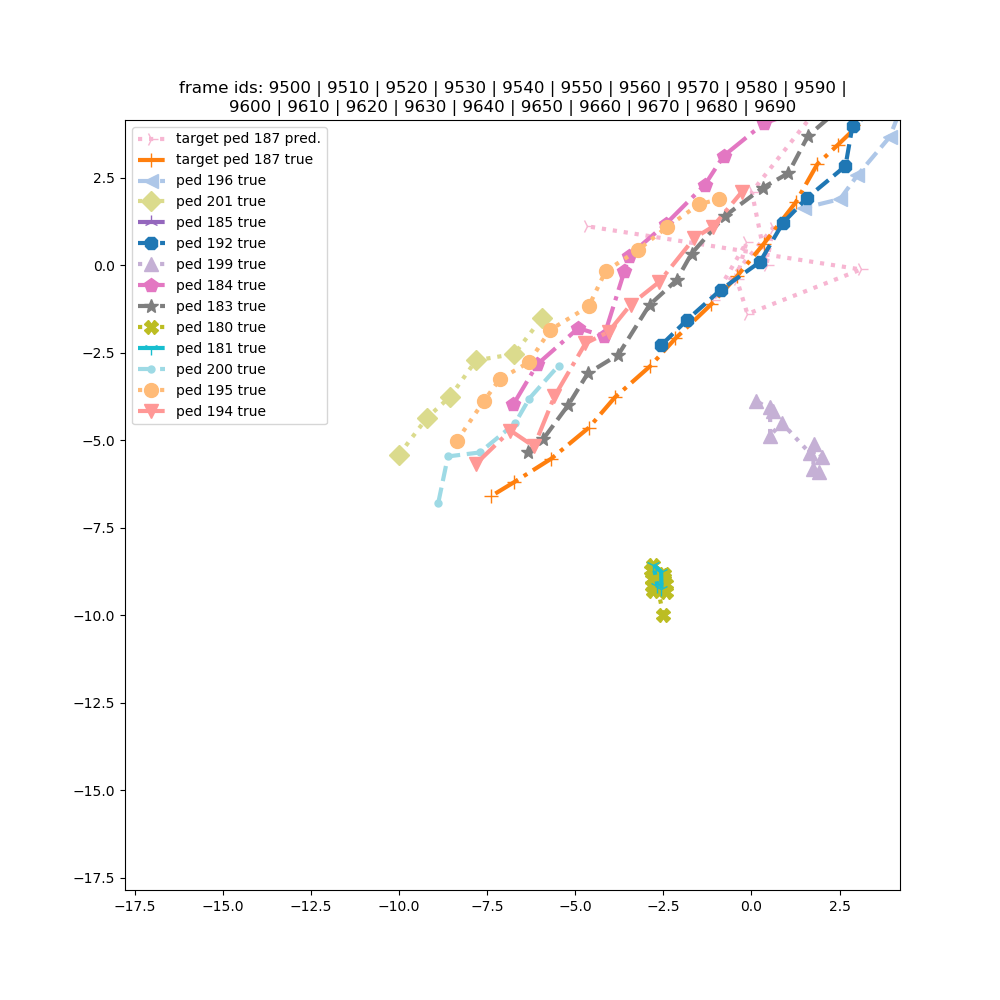 frame ids: 9500 | 9510 | 9520 | 9530 | 9540 | 9550 | 9560 | 9570 | 9580 | 9590 |
9600 | 9610 | 9620 | 9630 | 9640 | 9650 | 9660 | 9670 | 9680 | 9690
target ped 187 pred.
target ped 187 true
ped 196 true
ped 201 true
ped 185 true
ped 192 true
ped 199 true
ped 184 true
ped 183 true
ped 180 true
ped 181 true
ped 200 true
ped 195 true
ped 194 true
2.5
0.0
−2.5
−5.0
−7.5
−10.0
−12.5
−15.0
−17.5
−17.5 −15.0 −12.5 −10.0 −7.5 −5.0 −2.5 0.0 2.5